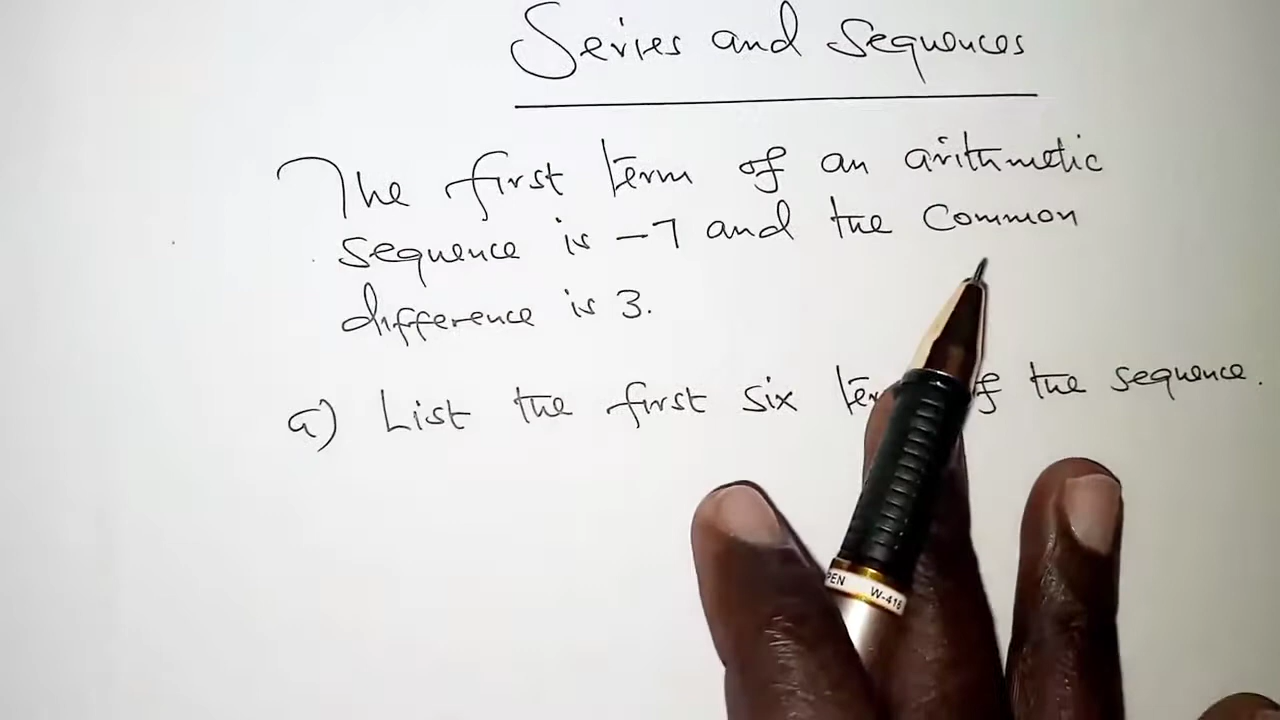 Series and Sequences
The first term of an arithmetic
sequence is -7 and the common
difference is 3.
a) List the first six of the sequence.
PEN W-418